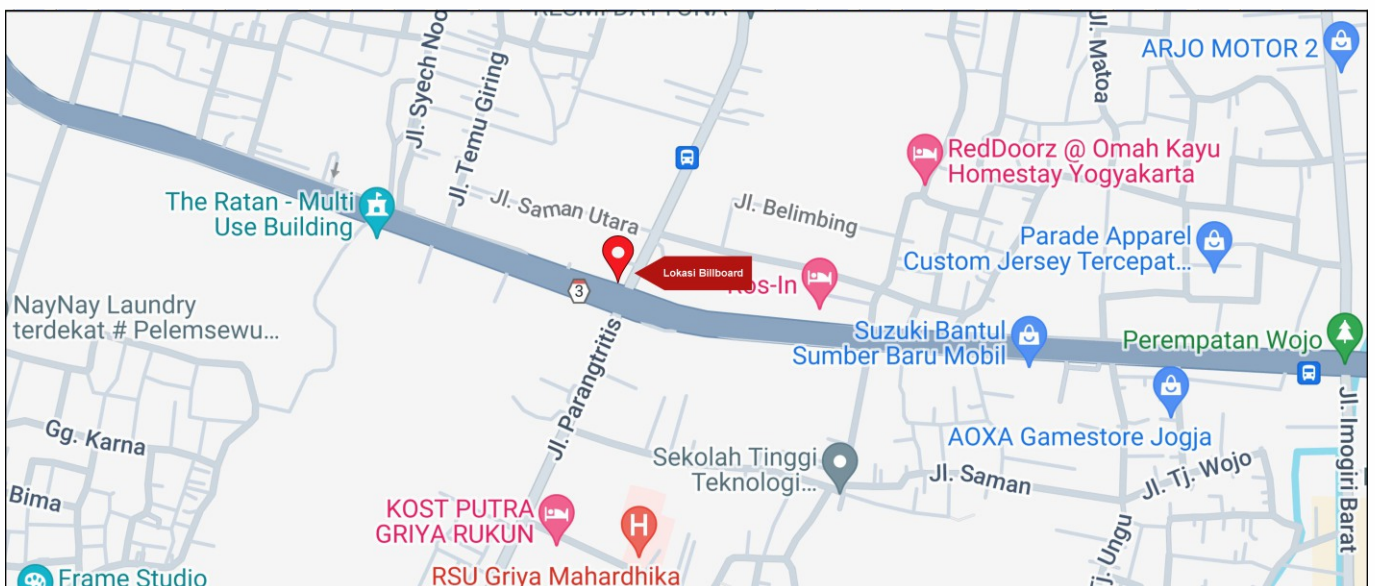 Jl. Syech Noo
Jl. Temu Giring
Jl. Matoa
ARJO MOTOR 2
RedDoorz @ Omah Kayu
Homestay Yogyakarta
The Ratan - Multi
Use Building
Jl. Saman Utara
Jl. Belimbing
Parade Apparel
Custom Jersey Tercepat...
Lokasi Billboard
Kos-In
3
NayNay Laundry
terdekat # Pelemsewu...
Suzuki Bantul
Sumber Baru Mobil
Perempatan Wojo
Jl. Parangtritis
AOXA Gamestore Jogja
Gg. Karna
Sekolah Tinggi
Teknologi...
Jl. Saman
Jl. Tj. Wojo
Jl. Imogiri Barat
Bima
KOST PUTRA
GRIYA RUKUN
H
Tj. Ungu
Frame Studio
RSU Griya Mahardhika